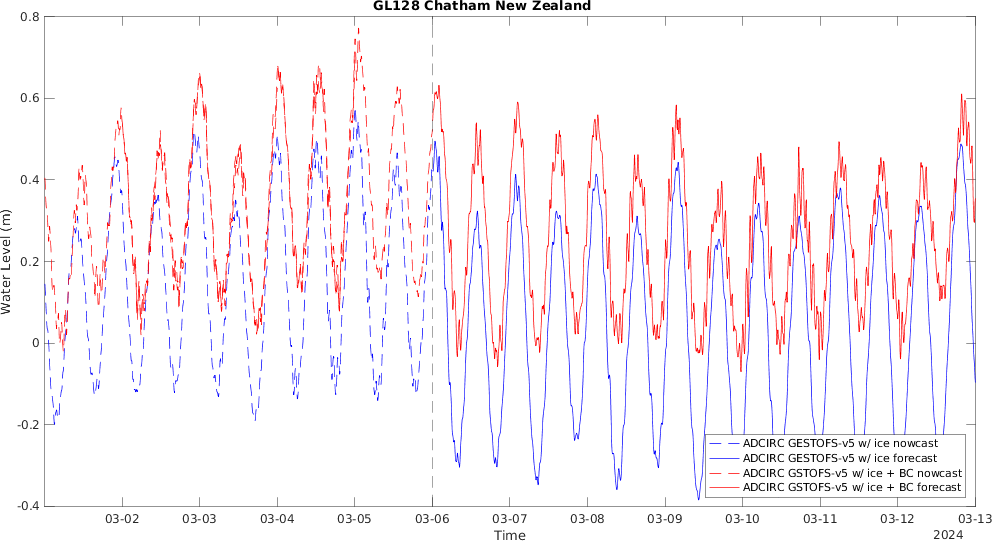 GL128 Chatham New Zealand
0.8
0.6
0.4
0.2
0
-0.2
-0.4
Water Level (m)
ADCIRC GESTOFS-v5 w/ ice nowcast
ADCIRC GESTOFS-v5 w/ ice forecast
ADCIRC GSTOFS-v5 w/ ice + BC nowcast
ADCIRC GSTOFS-v5 w/ ice + BC forecast
03-02 03-03 03-04 03-05 03-06 03-07 03-08 03-09 03-10 03-11 03-12 03-13
Time
2024